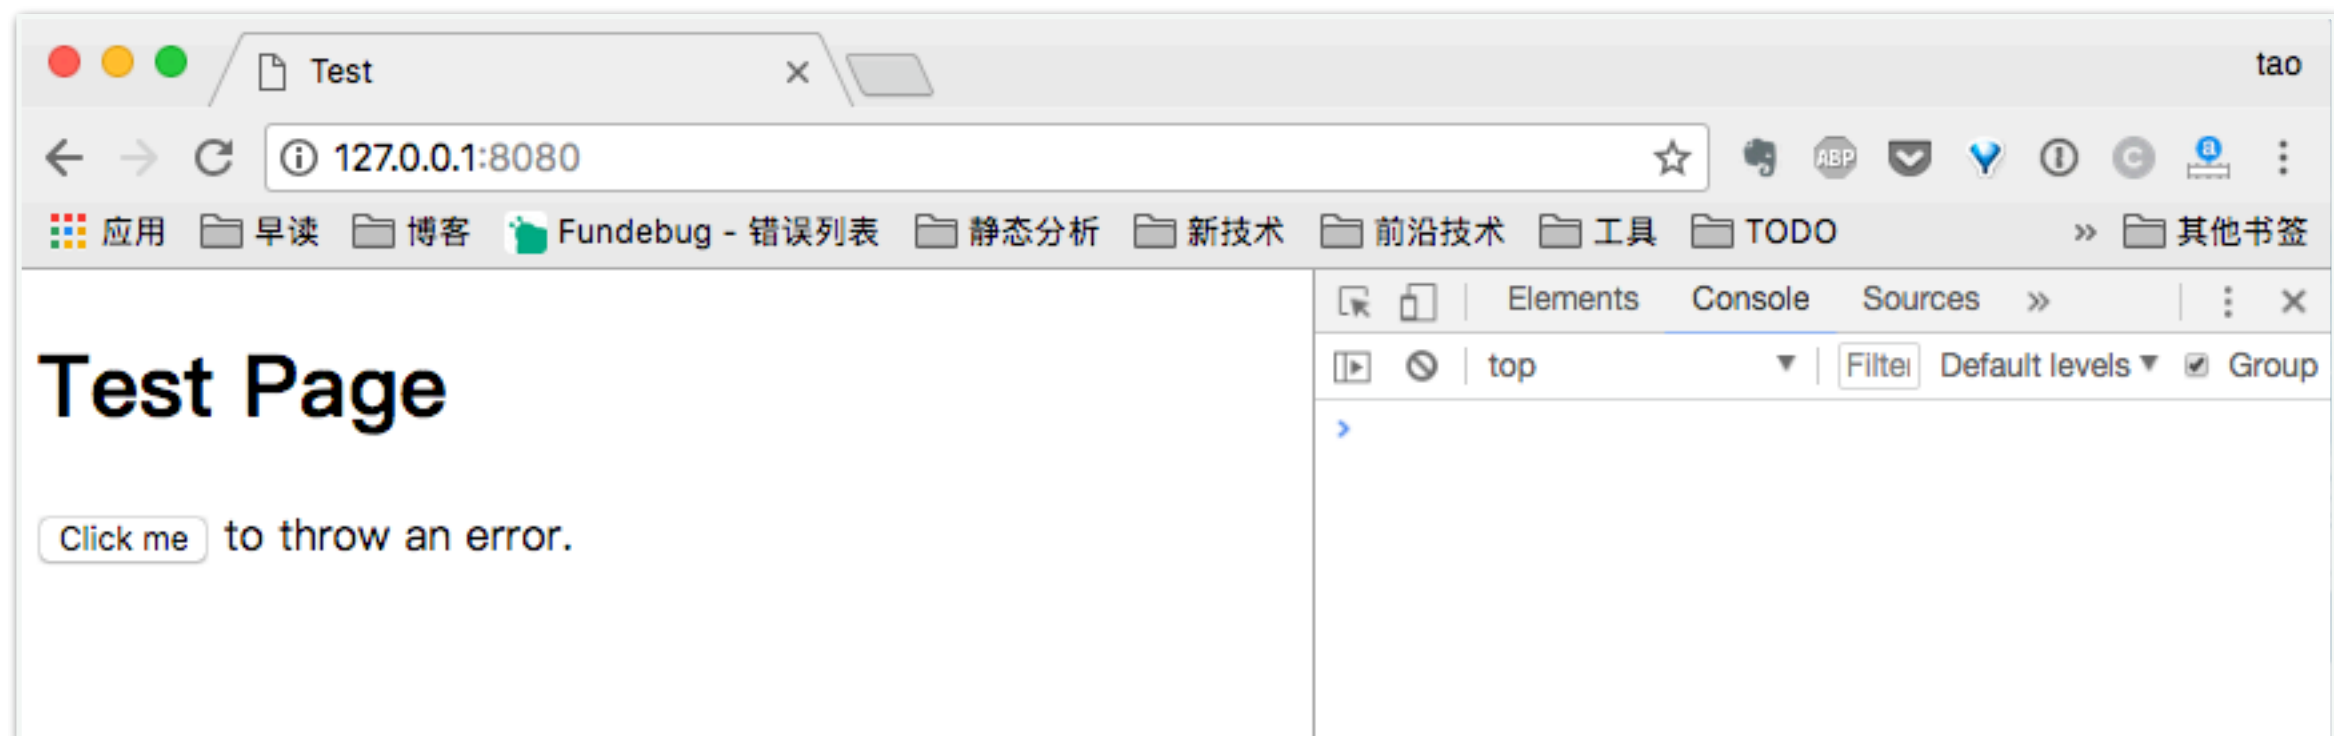 Test tao
127.0.0.1:8080 ABP
应用 早读 博客 Fundebug - 错误列表 静态分析 新技术 前沿技术 工具 TODO » 其他书签
Elements Console Sources »
top Filter Default levels Group
Test Page
Click me to throw an error.